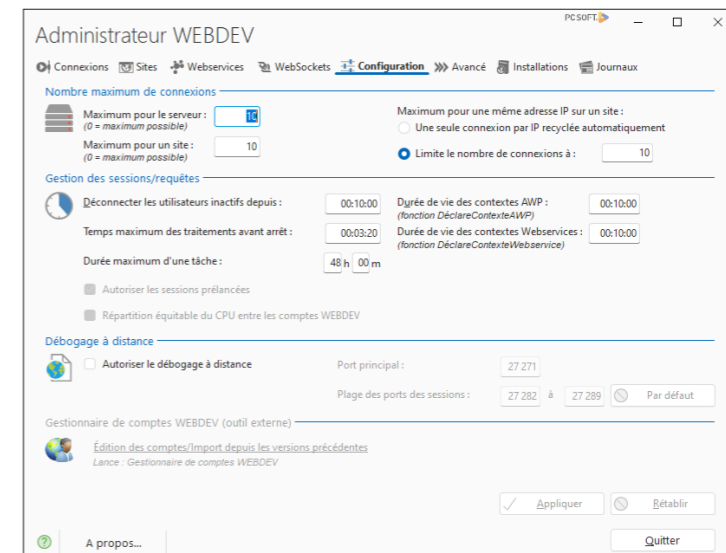 PC SOFT
Administrateur WEBDEV
Connexions Sites Webservices WebSockets Configuration Avancé Installations Journaux
Nombre maximum de connexions
Maximum pour le serveur : 10
(0 = maximum possible)
Maximum pour un site : 10
(0 = maximum possible)
Maximum pour une même adresse IP sur un site :
Une seule connexion par IP recyclée automatiquement
Limite le nombre de connexions à : 10
Gestion des sessions/requêtes
Déconnecter les utilisateurs inactifs depuis : 00:10:00
Durée de vie des contextes AWP : 00:10:00
(fonction DéclareContexteAWP)
Temps maximum des traitements avant arrêt : 00:03:20
Durée de vie des contextes Webservices : 00:10:00
(fonction DéclareContexteWebservice)
Durée maximum d'une tâche : 48 h 00 m
Autoriser les sessions prélancées
Répartition équitable du CPU entre les comptes WEBDEV
Débogage à distance
Autoriser le débogage à distance
Port principal : 27 271
Plage des ports des sessions : 27 282 à 27 289 Par défaut
Gestionnaire de comptes WEBDEV (outil externe)
Édition des comptes/Import depuis les versions précédentes
Lance : Gestionnaire de comptes WEBDEV
Appliquer Rétablir
? A propos... Quitter